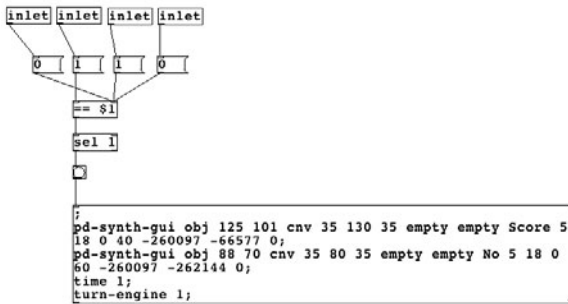 inlet inlet inlet inlet
0 1 1 0
== $1
sel 1
;
pd-synth-gui obj 125 101 cnv 35 130 35 empty empty Score 5
18 0 40 -260097 -66577 0;
pd-synth-gui obj 88 70 cnv 35 80 35 empty empty No 5 18 0
60 -260097 -262144 0;
time 1;
turn-engine 1;